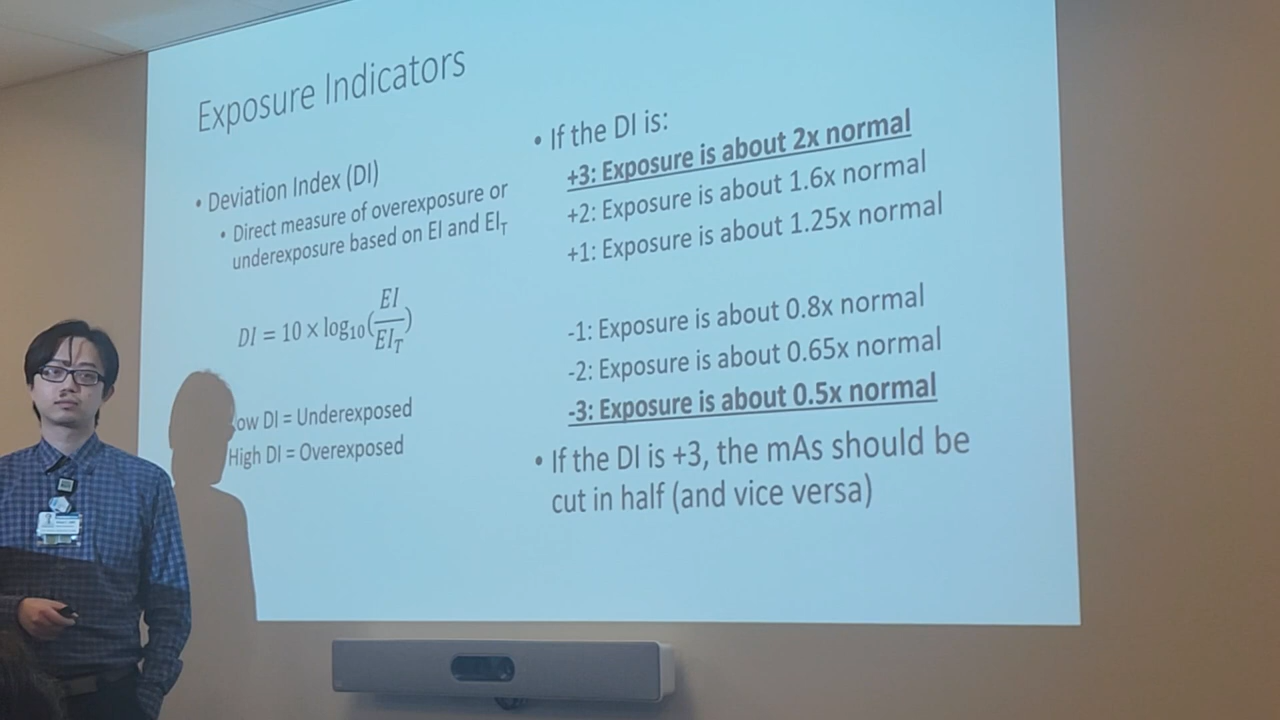 Exposure Indicators
• Deviation Index (DI)
• Direct measure of overexposure or
underexposure based on EI and EI_T
DI = 10 × log₁₀(EI/EI_T)
ow DI = Underexposed
High DI = Overexposed
• If the DI is:
+3: Exposure is about 2x normal
+2: Exposure is about 1.6x normal
+1: Exposure is about 1.25x normal
-1: Exposure is about 0.8x normal
-2: Exposure is about 0.65x normal
-3: Exposure is about 0.5x normal
• If the DI is +3, the mAs should be
cut in half (and vice versa)